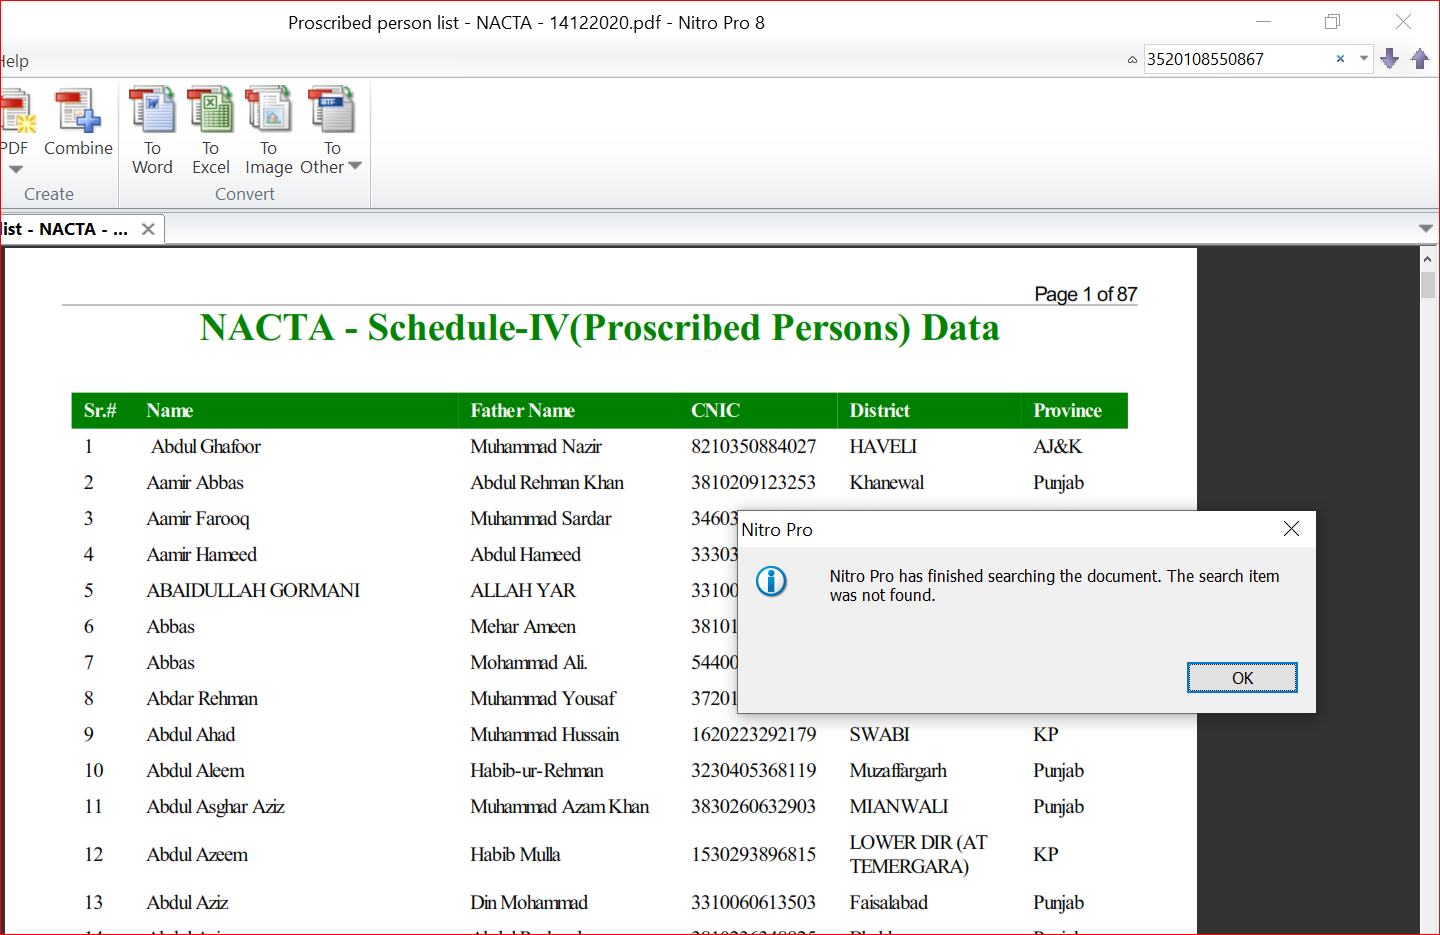 Proscribed person list - NACTA - 14122020.pdf - Nitro Pro 8
Help
3520108550867
PDF
Combine
To Word
To Excel
To Image
To Other
Create
Convert
list - NACTA - ...
Page 1 of 87
NACTA - Schedule-IV(Proscribed Persons) Data
Sr.# Name Father Name CNIC District Province
1 Abdul Ghafoor Muhammad Nazir 8210350884027 HAVELI AJ&K
2 Aamir Abbas Abdul Rehman Khan 3810209123253 Khanewal Punjab
3 Aamir Farooq Muhammad Sardar 34603
4 Aamir Hameed Abdul Hameed 33303
5 ABAIDULLAH GORMANI ALLAH YAR 33100
6 Abbas Mehar Ameen 38101
7 Abbas Mohammad Ali. 54400
8 Abdar Rehman Muhammad Yousaf 37201
9 Abdul Ahad Muhammad Hussain 1620223292179 SWABI KP
10 Abdul Aleem Habib-ur-Rehman 3230405368119 Muzaffargarh Punjab
11 Abdul Asghar Aziz Muhammad Azam Khan 3830260632903 MIANWALI Punjab
12 Abdul Azeem Habib Mulla 1530293896815 LOWER DIR (AT TEMERGARA) KP
13 Abdul Aziz Din Mohammad 3310060613503 Faisalabad Punjab
Nitro Pro
Nitro Pro has finished searching the document. The search item
was not found.
OK